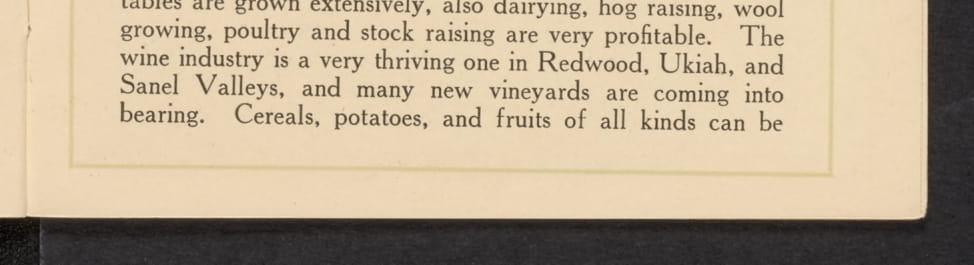 tables are grown extensively, also dairying, hog raising, wool
growing, poultry and stock raising are very profitable. The
wine industry is a very thriving one in Redwood, Ukiah, and
Sanel Valleys, and many new vineyards are coming into
bearing. Cereals, potatoes, and fruits of all kinds can be